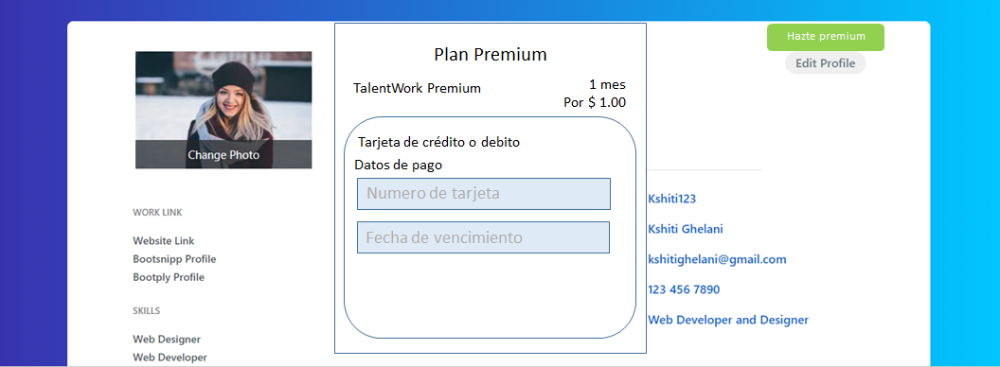 Change Photo
WORK LINK
Website Link
Bootsnipp Profile
Bootply Profile
SKILLS
Web Designer
Web Developer
Plan Premium
TalentWork Premium
1 mes
Por $ 1.00
Tarjeta de crédito o debito
Datos de pago
Numero de tarjeta
Fecha de vencimiento
Hazte premium
Edit Profile
Kshiti123
Kshiti Ghelani
kshitighelani@gmail.com
123 456 7890
Web Developer and Designer